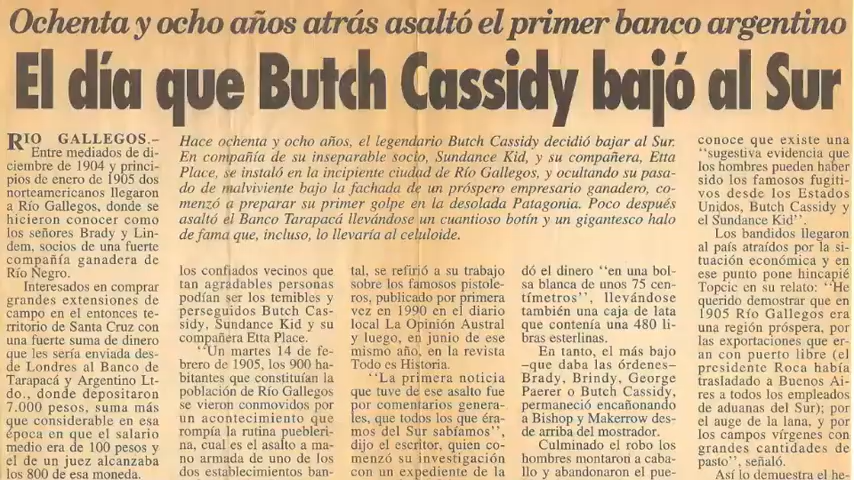 Ochenta y ocho años atrás asaltó el primer banco argentino
El día que Butch Cassidy bajó al Sur
RIO GALLEGOS.–
Entre mediados de di-
ciembre de 1904 y princi-
pios de enero de 1905 dos
norteamericanos llegaron
a Río Gallegos, donde se
hicieron conocer como
los señores Brady y Lin-
dem, socios de una fuerte
compañía ganadera de
Río Negro.
Interesados en comprar
grandes extensiones de
campo en el entonces te-
rritorio de Santa Cruz con
una fuerte suma de dinero
que les sería enviada des-
de Londres al Banco de
Tarapacá y Argentino Lt-
do., donde depositaron
7.000 pesos, suma más
que considerable en esa
época en que el salario
medio era de 100 pesos y
el de un juez alcanzaba
los 800 de esa moneda.
Hace ochenta y ocho años, el legendario Butch Cassidy decidió bajar al Sur.
En compañía de su inseparable socio, Sundance Kid, y su compañera, Etta
Place, se instaló en la incipiente ciudad de Río Gallegos, y ocultando su pasa-
do de malviviente bajo la fachada de un próspero empresario ganadero, co-
menzó a preparar su primer golpe en la desolada Patagonia. Poco después
asaltó el Banco Tarapacá llevándose un cuantioso botín y un gigantesco halo
de fama que, incluso, lo llevaría al celuloide.
los confiados vecinos que
tan agradables personas
podían ser los temibles y
perseguidos Butch Cas-
sidy, Sundance Kid y su
compañera Etta Place.
"Un martes 14 de fe-
brero de 1905, los 900 ha-
bitantes que constituían la
población de Río Gallegos
se vieron conmovidos por
un acontecimiento que
rompía la rutina puebleri-
na, cual es el asalto a ma-
no armada de uno de los
dos establecimientos ban-
tal, se refirió a su trabajo
sobre los famosos pistole-
ros, publicado por primera
vez en 1990 en el diario
local La Opinión Austral
y luego, en junio de ese
mismo año, en la revista
Todo es Historia.
"La primera noticia
que tuve de ese asalto fue
por comentarios genera-
les, que todos los que éra-
mos del Sur sabíamos",
dijo el escritor, quien co-
menzó su investigación
con un expediente de la
dó el dinero "en una bol-
sa blanca de unos 75 cen-
tímetros", llevándose
también una caja de lata
que contenía una 480 li-
bras esterlinas.
En tanto, el más bajo
–que daba las órdenes–
Brady, Brindy, George
Paerer o Butch Cassidy,
permaneció encañonando
a Bishop y Makerrow des-
de arriba del mostrador.
Culminado el robo los
hombres montaron a caba-
llo y abandonaron el pue-
conoce que existe una
"sugestiva evidencia que
los hombres pueden haber
sido los famosos fugiti-
vos desde los Estados
Unidos, Butch Cassidy y
el Sundance Kid".
Los bandidos llegaron
al país atraídos por la si-
tuación económica y en
ese punto pone hincapié
Topcic en su relato: "He
querido demostrar que en
1905 Río Gallegos era
una región próspera, por
las exportaciones que er-
an con puerto libre (el
presidente Roca había
trasladado a Buenos Ai-
res a todos los empleados
de aduanas del Sur); por
el auge de la lana, y por
los campos vírgenes con
grandes cantidades de
pasto", señaló.
Así lo demuestra el he-